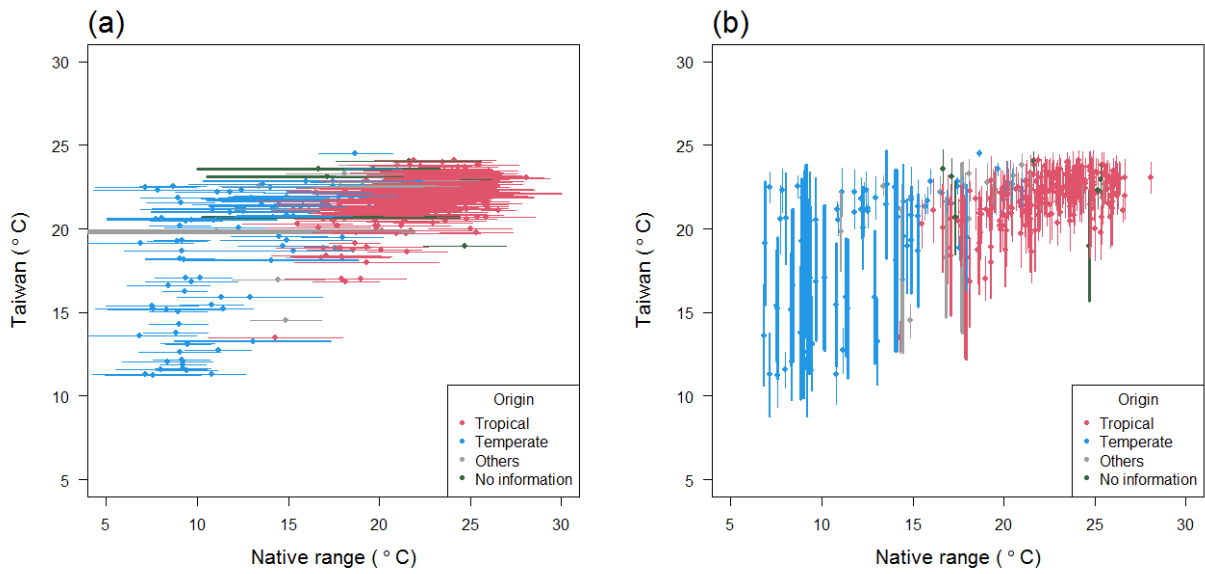 (a)
30
25
20
15
10
5
Taiwan ( ° C)
5 10 15 20 25 30
Native range ( ° C)
Origin
Tropical
Temperate
Others
No information
(b)
30
25
20
15
10
5
Taiwan ( ° C)
5 10 15 20 25 30
Native range ( ° C)
Origin
Tropical
Temperate
Others
No information